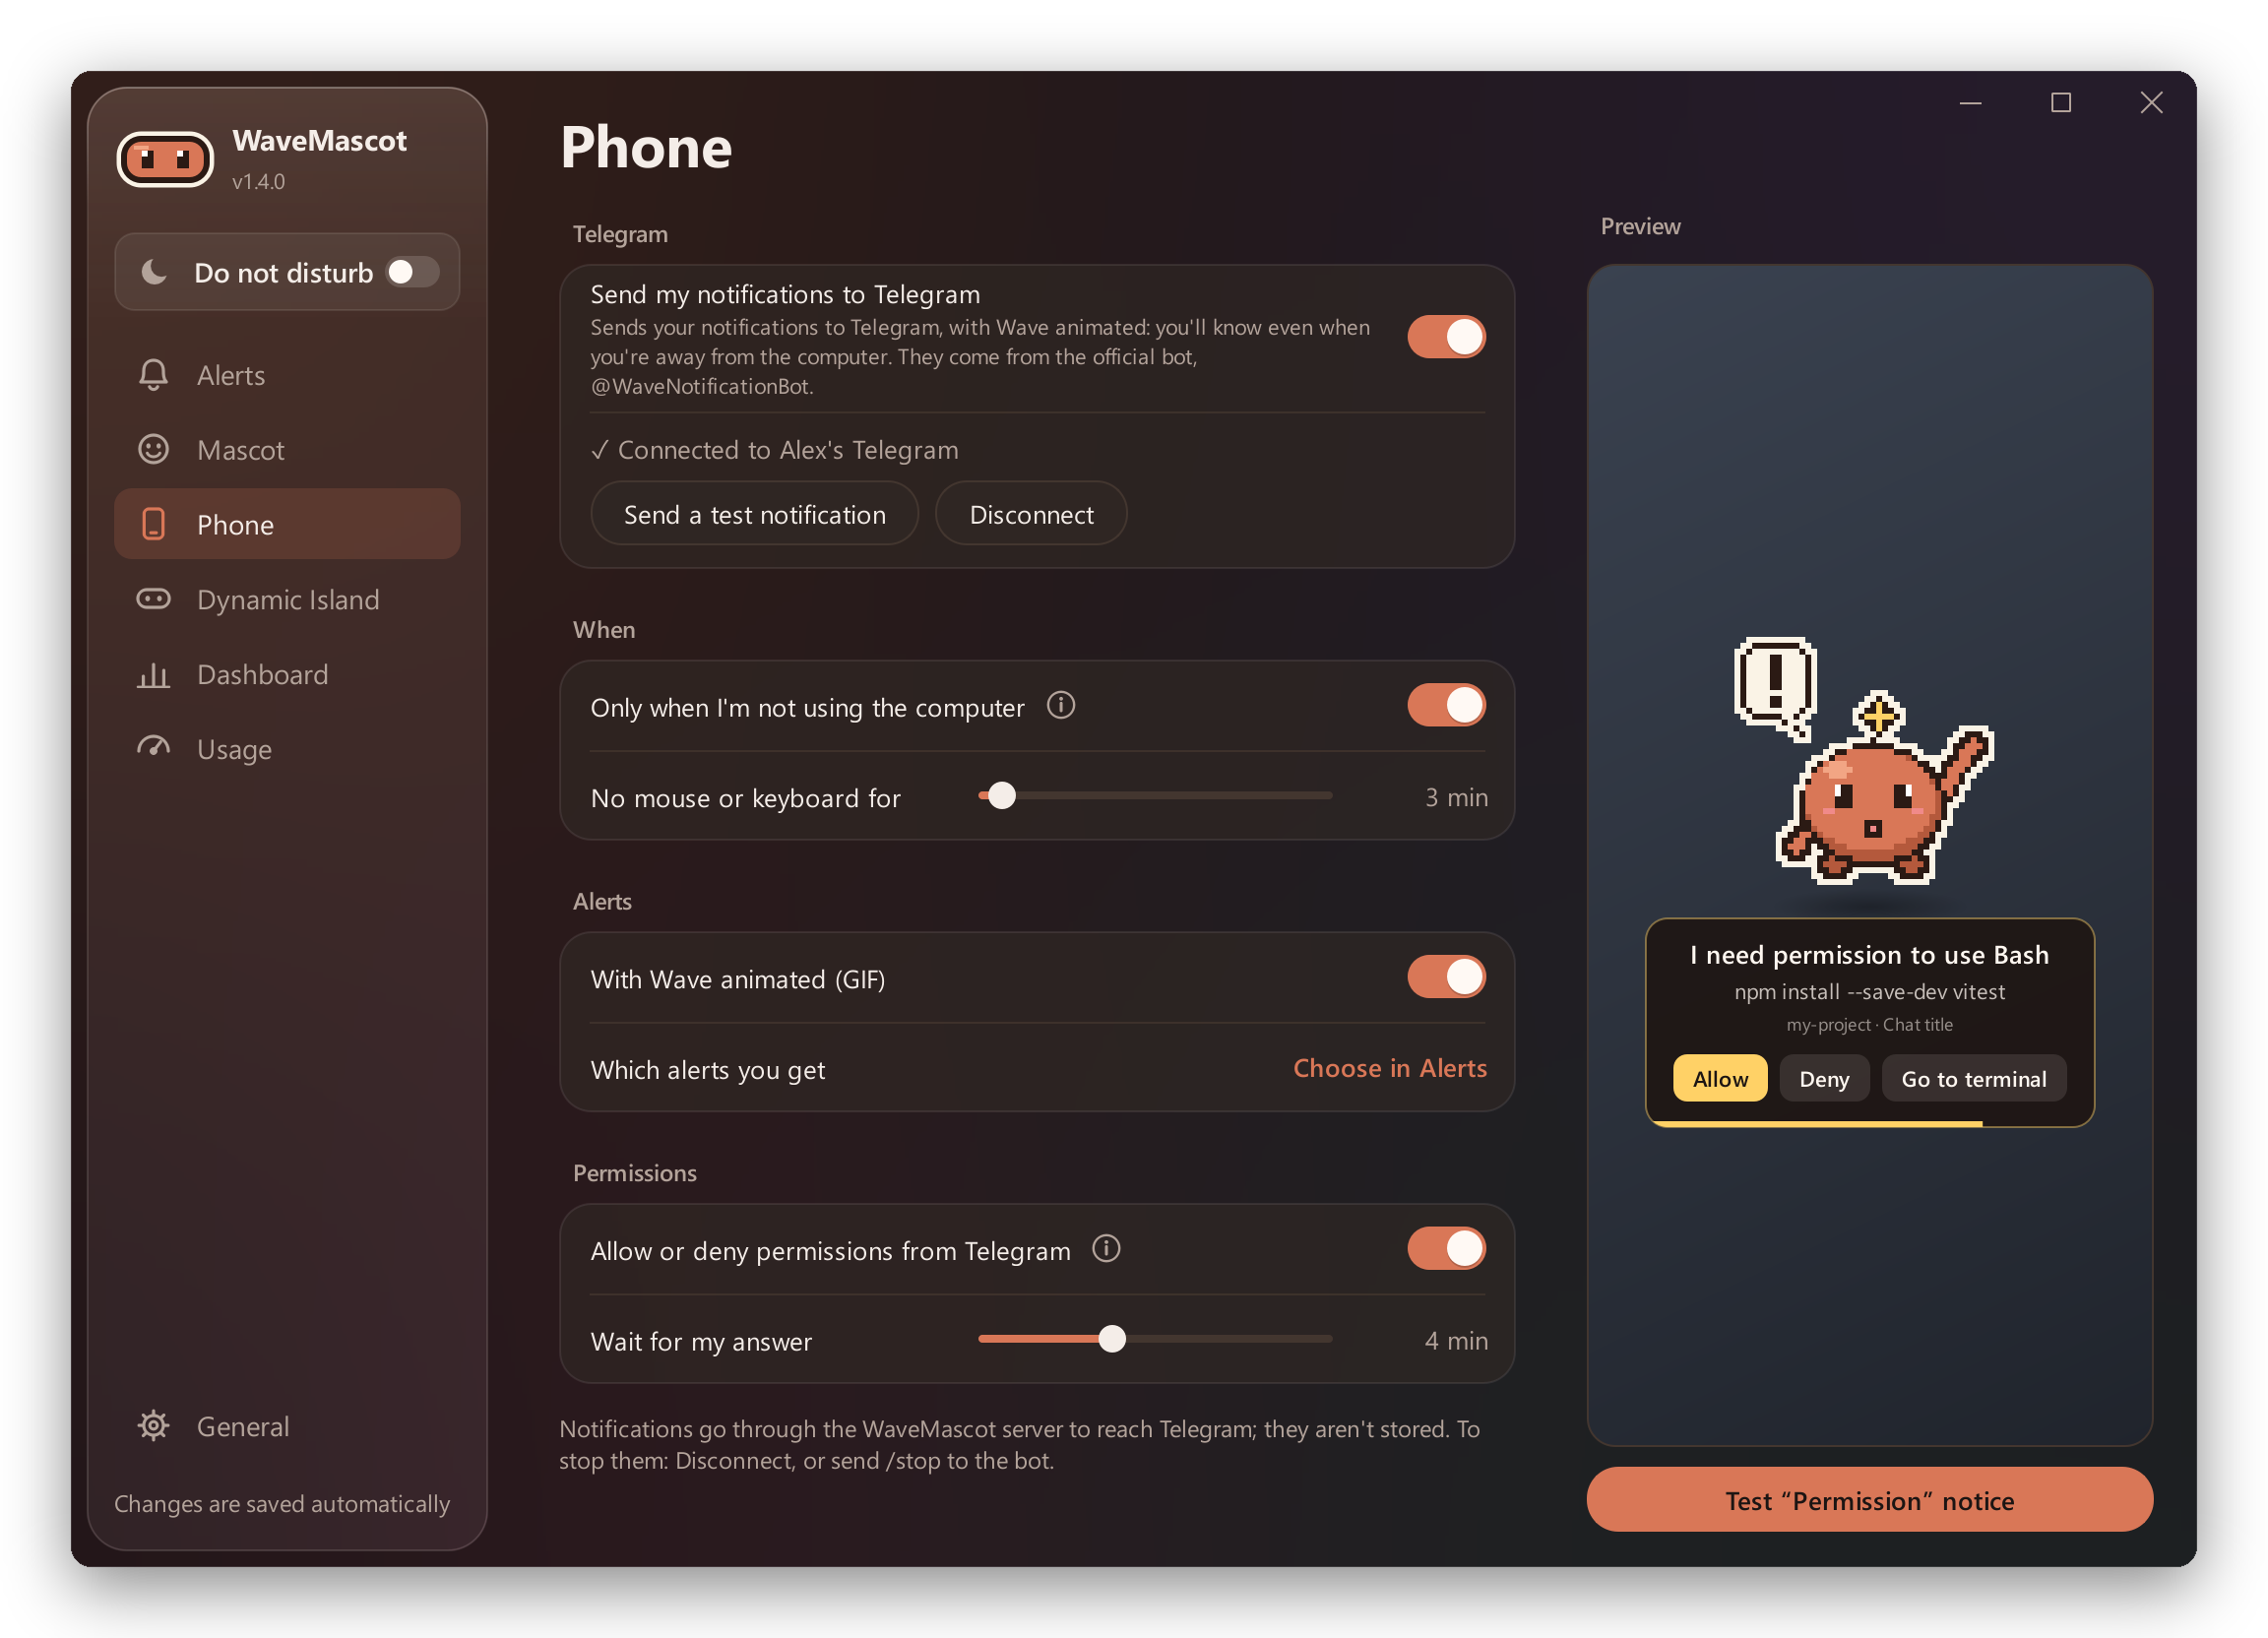 WaveMascot
v1.4.0
Do not disturb
Alerts
Mascot
Phone
Dynamic Island
Dashboard
Usage
General
Changes are saved automatically
Phone
Telegram
Send my notifications to Telegram
Sends your notifications to Telegram, with Wave animated: you'll know even when
you're away from the computer. They come from the official bot,
@WaveNotificationBot.
✓ Connected to Alex's Telegram
Send a test notification
Disconnect
When
Only when I'm not using the computer
No mouse or keyboard for
3 min
Alerts
With Wave animated (GIF)
Which alerts you get
Choose in Alerts
Permissions
Allow or deny permissions from Telegram
Wait for my answer
4 min
Notifications go through the WaveMascot server to reach Telegram; they aren't stored. To
stop them: Disconnect, or send /stop to the bot.
Preview
!
I need permission to use Bash
npm install --save-dev vitest
my-project · Chat title
Allow
Deny
Go to terminal
Test “Permission” notice